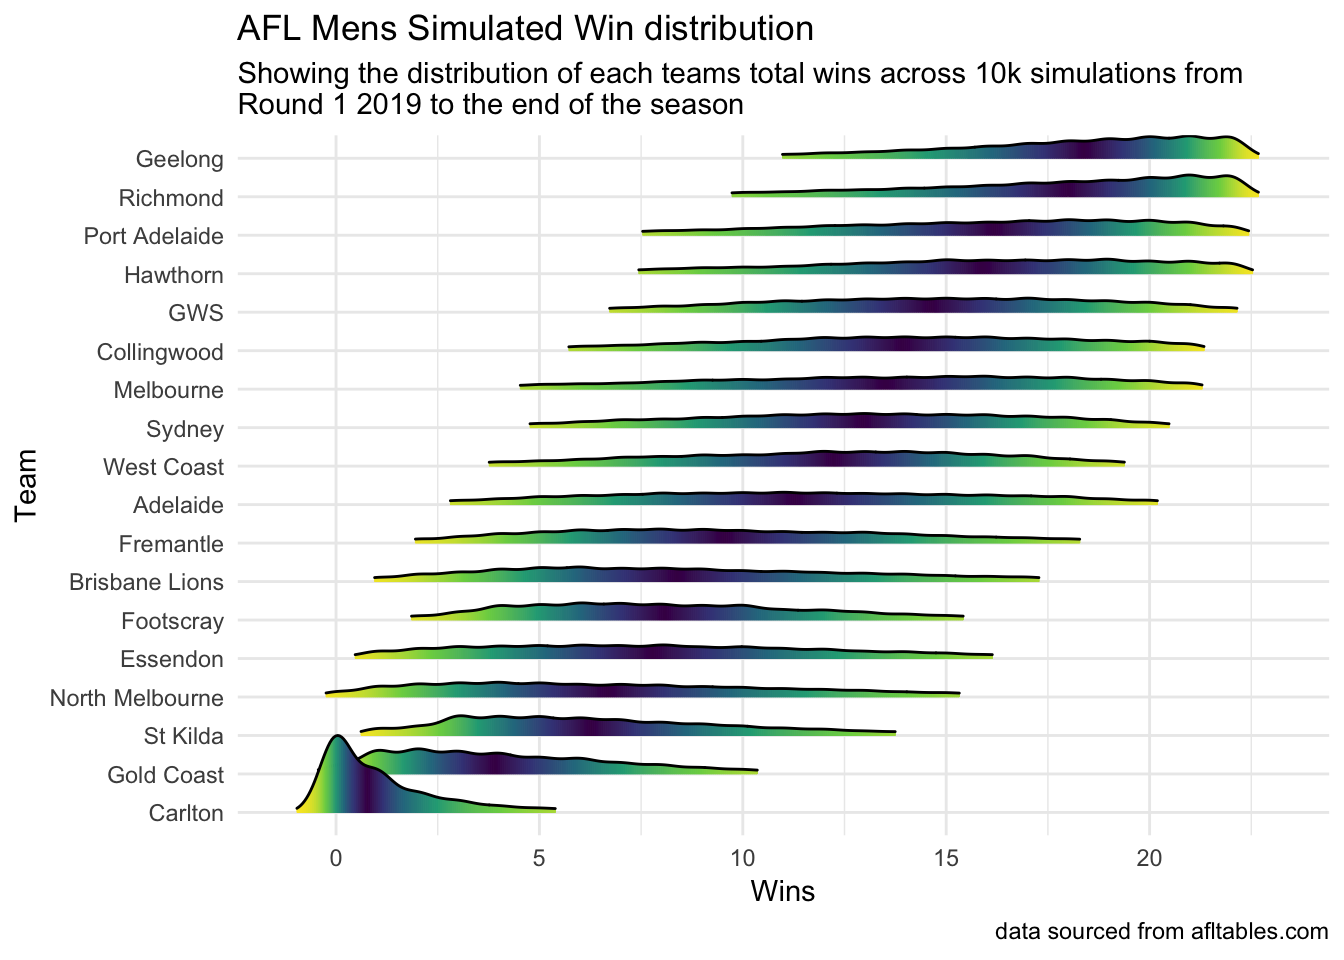 AFL Mens Simulated Win distribution
Showing the distribution of each teams total wins across 10k simulations from
Round 1 2019 to the end of the season
Team
Geelong
Richmond
Port Adelaide
Hawthorn
GWS
Collingwood
Melbourne
Sydney
West Coast
Adelaide
Fremantle
Brisbane Lions
Footscray
Essendon
North Melbourne
St Kilda
Gold Coast
Carlton
0 5 10 15 20
Wins
data sourced from afltables.com